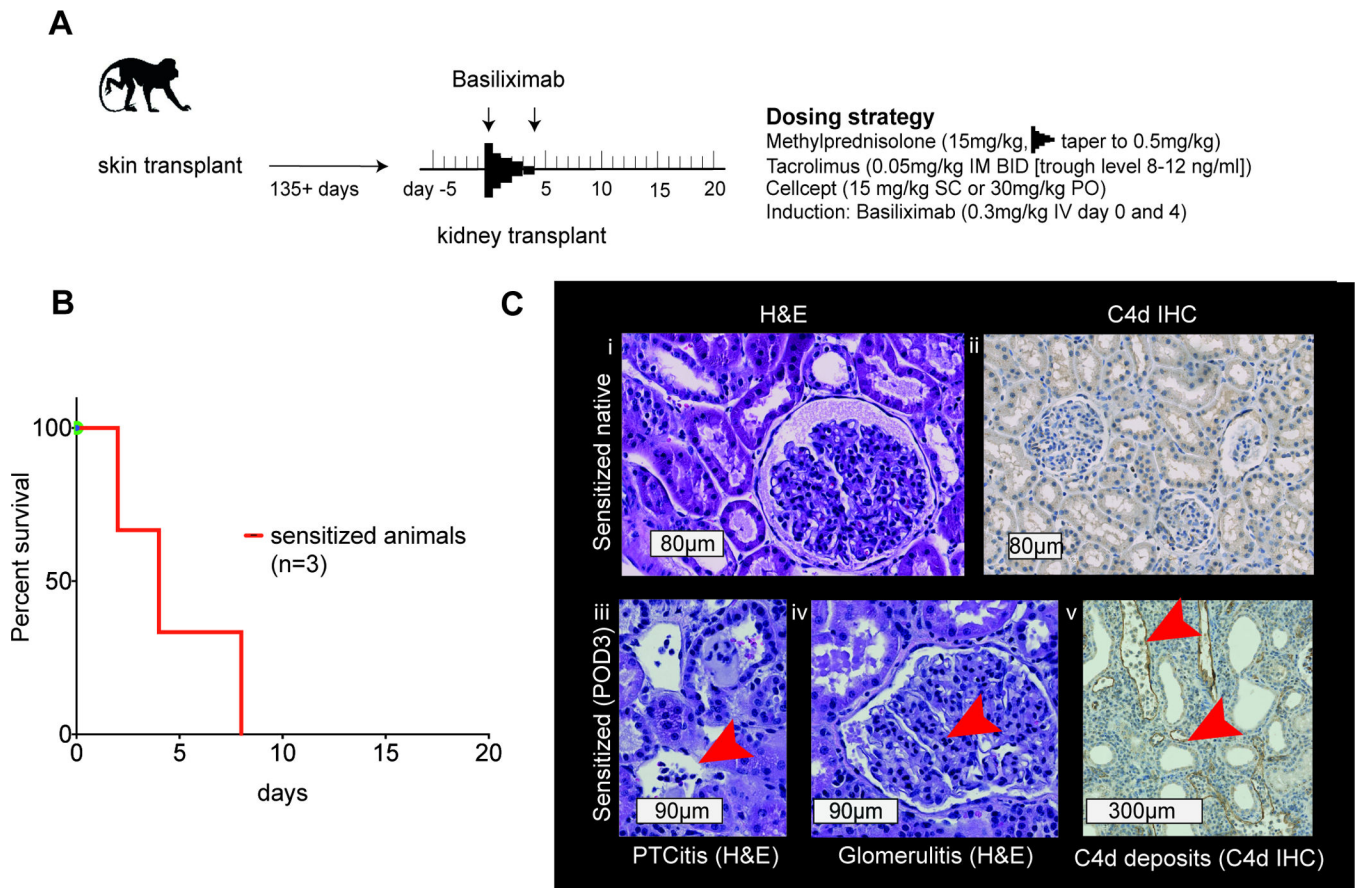 A
Basiliximab
skin transplant
135+ days
day -5 0 5 10 15 20
kidney transplant
Dosing strategy
Methylprednisolone (15mg/kg, taper to 0.5mg/kg)
Tacrolimus (0.05mg/kg IM BID [trough level 8-12 ng/ml])
Cellcept (15 mg/kg SC or 30mg/kg PO)
Induction: Basiliximab (0.3mg/kg IV day 0 and 4)
B
Percent survival
100
50
0
0 5 10 15 20
days
sensitized animals
(n=3)
C
H&E
C4d IHC
Sensitized native
i
80µm
ii
80µm
Sensitized (POD3)
iii
90µm
iv
90µm
v
300µm
PTCitis (H&E)
Glomerulitis (H&E)
C4d deposits (C4d IHC)